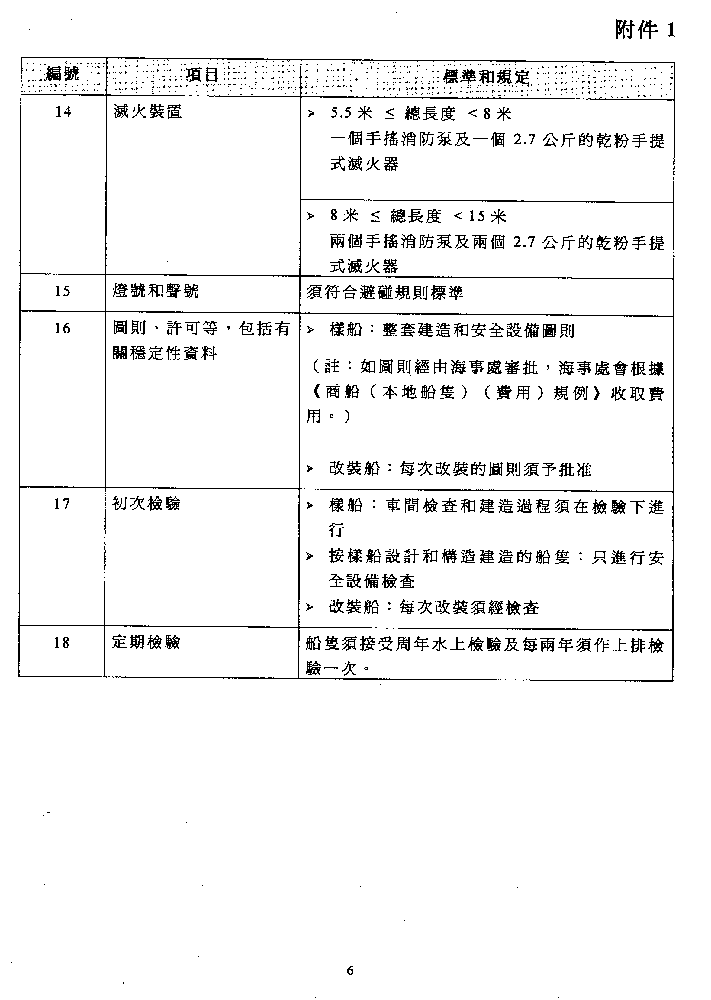 附件 1
編號 項目 標準和規定
14 滅火裝置 ➢ 5.5 米 ≤ 總長度 < 8 米
一個手搖消防泵及一個 2.7 公斤的乾粉手提
式滅火器
➢ 8 米 ≤ 總長度 < 15 米
兩個手搖消防泵及兩個 2.7 公斤的乾粉手提
式滅火器
15 燈號和聲號 須符合避碰規則標準
16 圖則、許可等，包括有 ➢ 樣船：整套建造和安全設備圖則
關穩定性資料
（註：如圖則經由海事處審批，海事處會根據
《商船（本地船隻）（費用）規例》收取費
用。）
➢ 改裝船：每次改裝的圖則須予批准
17 初次檢驗 ➢ 樣船：車間檢查和建造過程須在檢驗下進
行
➢ 按樣船設計和構造建造的船隻：只進行安
全設備檢查
➢ 改裝船：每次改裝須經檢查
18 定期檢驗 船隻須接受周年水上檢驗及每兩年須作上排檢
驗一次。
6